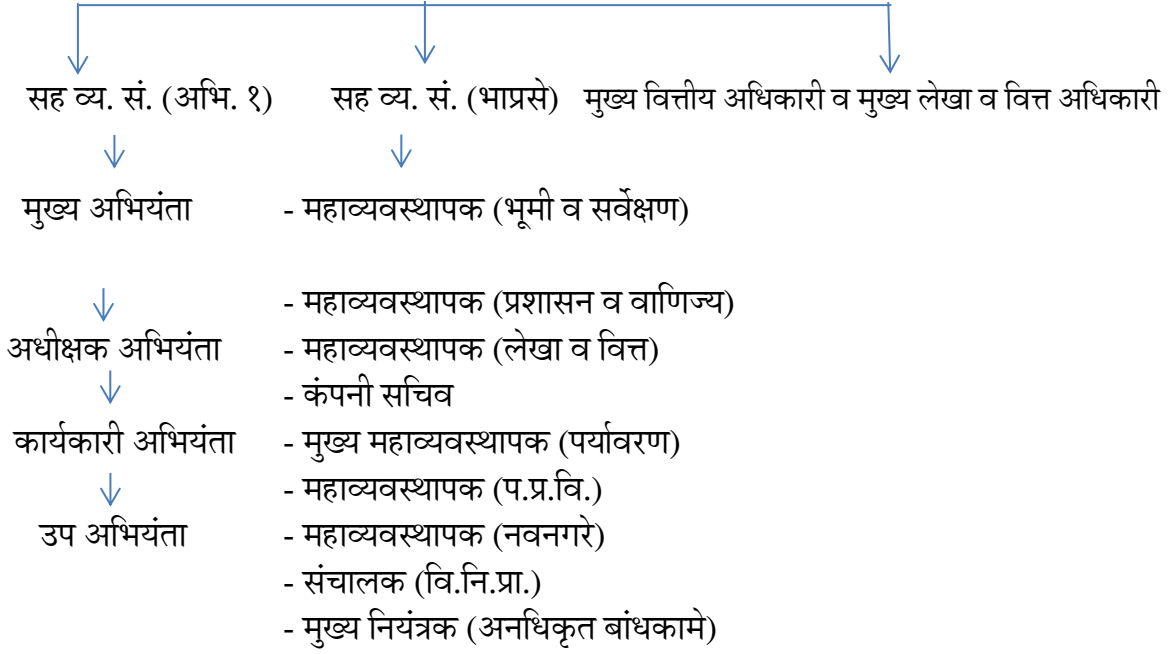 सह व्य. सं. (अभि. १) सह व्य. सं. (भाप्रसे) मुख्य वित्तीय अधिकारी व मुख्य लेखा व वित्त अधिकारी
मुख्य अभियंता - महाव्यवस्थापक (भूमी व सर्वेक्षण)
- महाव्यवस्थापक (प्रशासन व वाणिज्य)
अधीक्षक अभियंता - महाव्यवस्थापक (लेखा व वित्त)
- कंपनी सचिव
कार्यकारी अभियंता - मुख्य महाव्यवस्थापक (पर्यावरण)
- महाव्यवस्थापक (प.प्र.वि.)
उप अभियंता - महाव्यवस्थापक (नवनगरे)
- संचालक (वि.नि.प्रा.)
- मुख्य नियंत्रक (अनधिकृत बांधकामे)